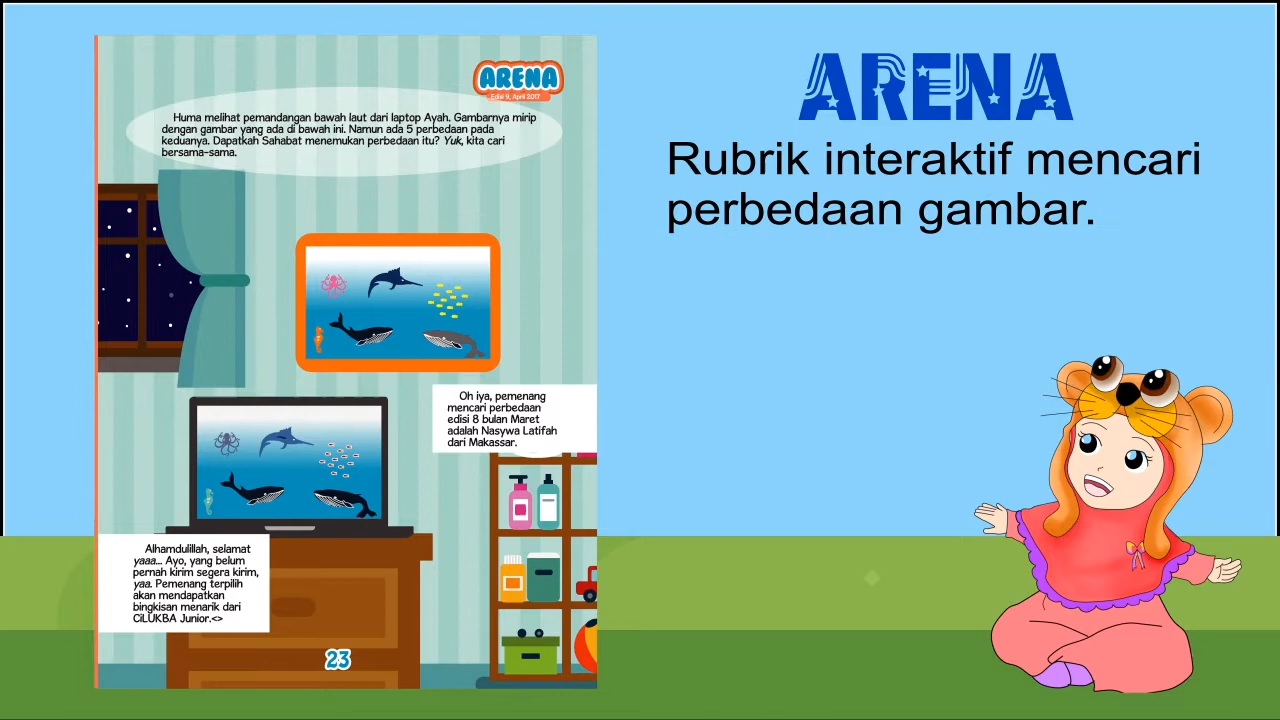 ARENA
Edisi 9, April 2017
Huma melihat pemandangan bawah laut dari laptop Ayah. Gambarnya mirip
dengan gambar yang ada di bawah ini. Namun ada 5 perbedaan pada
keduanya. Dapatkah Sahabat menemukan perbedaan itu? Yuk, kita cari
bersama-sama.
Oh iya, pemenang
mencari perbedaan
edisi 8 bulan Maret
adalah Nasywa Latifah
dari Makassar.
Alhamdulillah, selamat
yaaa... Ayo, yang belum
pernah kirim segera kirim,
yaa. Pemenang terpilih
akan mendapatkan
bingkisan menarik dari
CiLUKBA Junior.<>
23
ARENA
Rubrik interaktif mencari
perbedaan gambar.